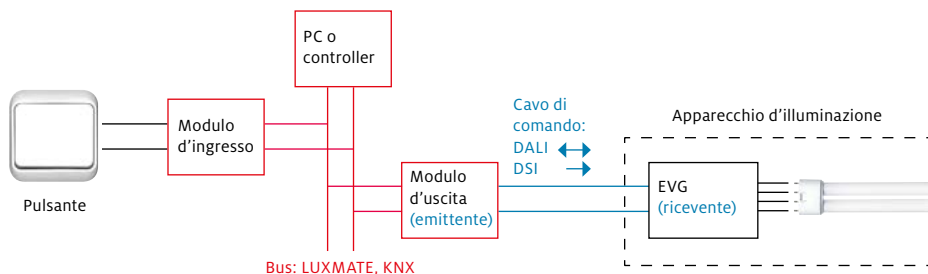 PC o
controller
Pulsante
Modulo
d'ingresso
Cavo di
comando:
DALI
DSI
Modulo
d'uscita
(emittente)
Apparecchio d'illuminazione
EVG
(ricevente)
Bus: LUXMATE, KNX